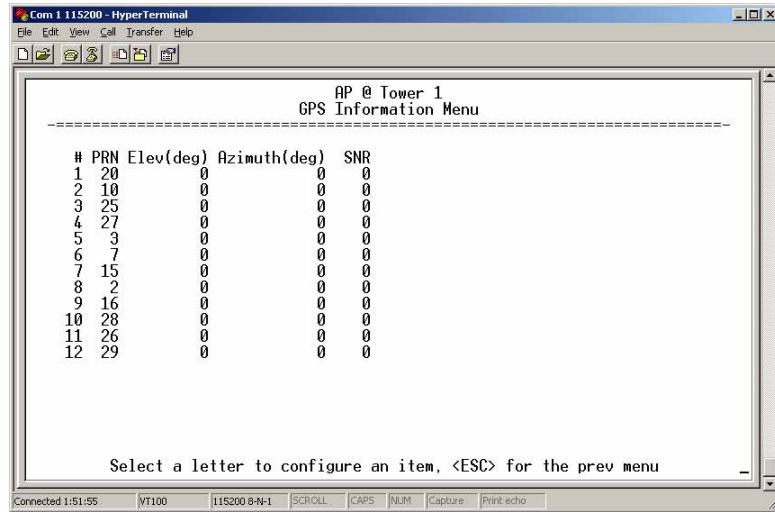 Com 1 115200 - HyperTerminal
File Edit View Call Transfer Help
AP @ Tower 1
GPS Information Menu
-==========================================================================-
# PRN Elev(deg) Azimuth(deg) SNR
1 20 0 0 0
2 10 0 0 0
3 25 0 0 0
4 27 0 0 0
5 3 0 0 0
6 7 0 0 0
7 15 0 0 0
8 2 0 0 0
9 16 0 0 0
10 28 0 0 0
11 26 0 0 0
12 29 0 0 0
Select a letter to configure an item, <ESC> for the prev menu
Connected 1:51:55 VT100 115200 8-N-1 SCROLL CAPS NUM Capture Print echo